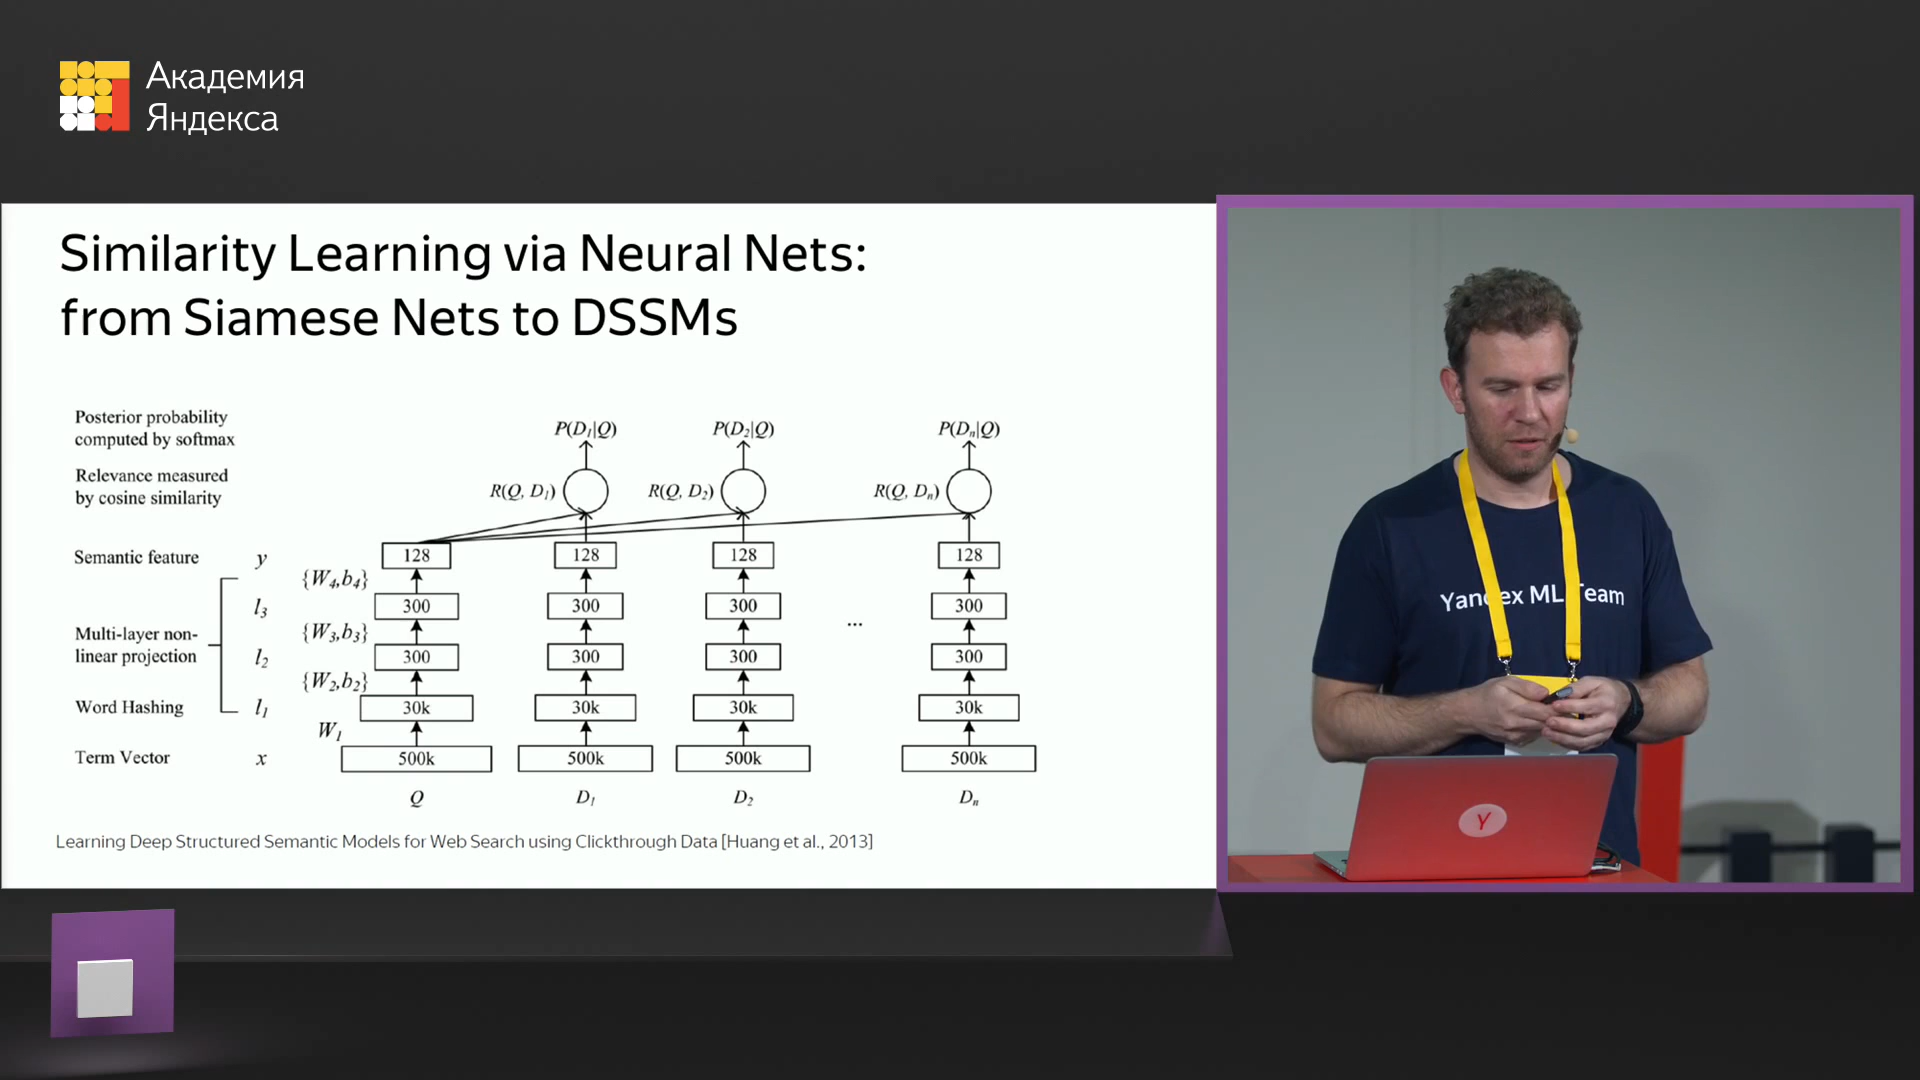 Академия
Яндекса
Similarity Learning via Neural Nets:
from Siamese Nets to DSSMs
Posterior probability
computed by softmax
P(D₁|Q) P(D₂|Q) P(Dₙ|Q)
Relevance measured
by cosine similarity
R(Q, D₁) R(Q, D₂) R(Q, Dₙ)
Semantic feature y 128 128 128 128
{W₄,b₄}
l₃ 300 300 300 300
Multi-layer non-
linear projection
{W₃,b₃}
...
l₂ 300 300 300 300
{W₂,b₂}
Word Hashing l₁ 30k 30k 30k 30k
W₁
Term Vector x 500k 500k 500k 500k
Q D₁ D₂ Dₙ
Learning Deep Structured Semantic Models for Web Search using Clickthrough Data [Huang et al., 2013]
Yandex ML Team
Y